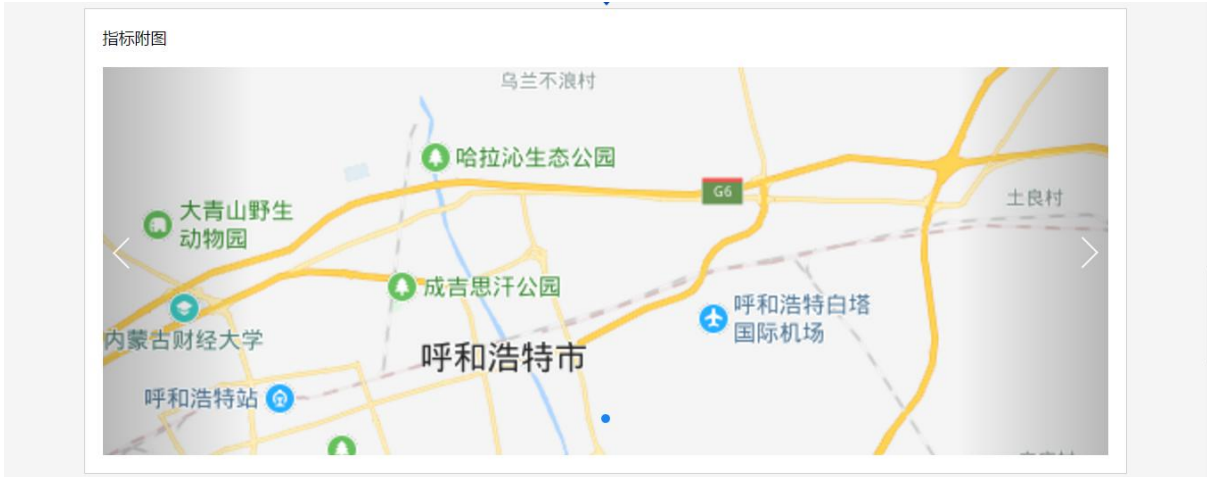 指标附图
乌兰不浪村
哈拉沁生态公园
G6
土良村
大青山野生
动物园
成吉思汗公园
呼和浩特白塔
国际机场
内蒙古财经大学
呼和浩特市
呼和浩特站